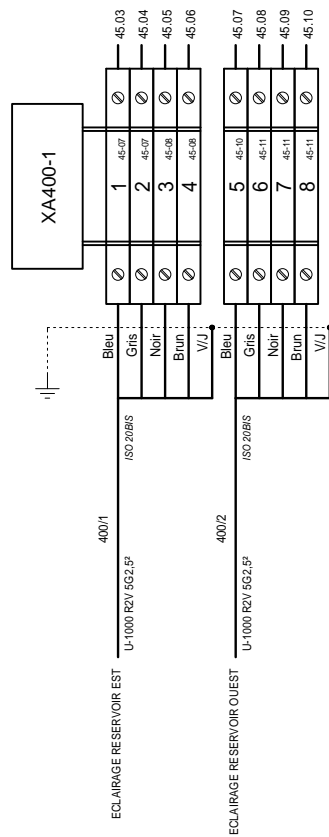 XA400-1
1 45-07 45.03
2 45-07 45.04
3 45-08 45.05
4 45-08 45.06
5 45-10 45.07
6 45-11 45.08
7 45-11 45.09
8 45-11 45.10
Bleu
Gris
Noir
Brun
V/J
Bleu
Gris
Noir
Brun
V/J
ISO 20BIS
400/1
U-1000 R2V 5G2,5²
ECLAIRAGE RESERVOIR EST
ISO 20BIS
400/2
U-1000 R2V 5G2,5²
ECLAIRAGE RESERVOIR OUEST